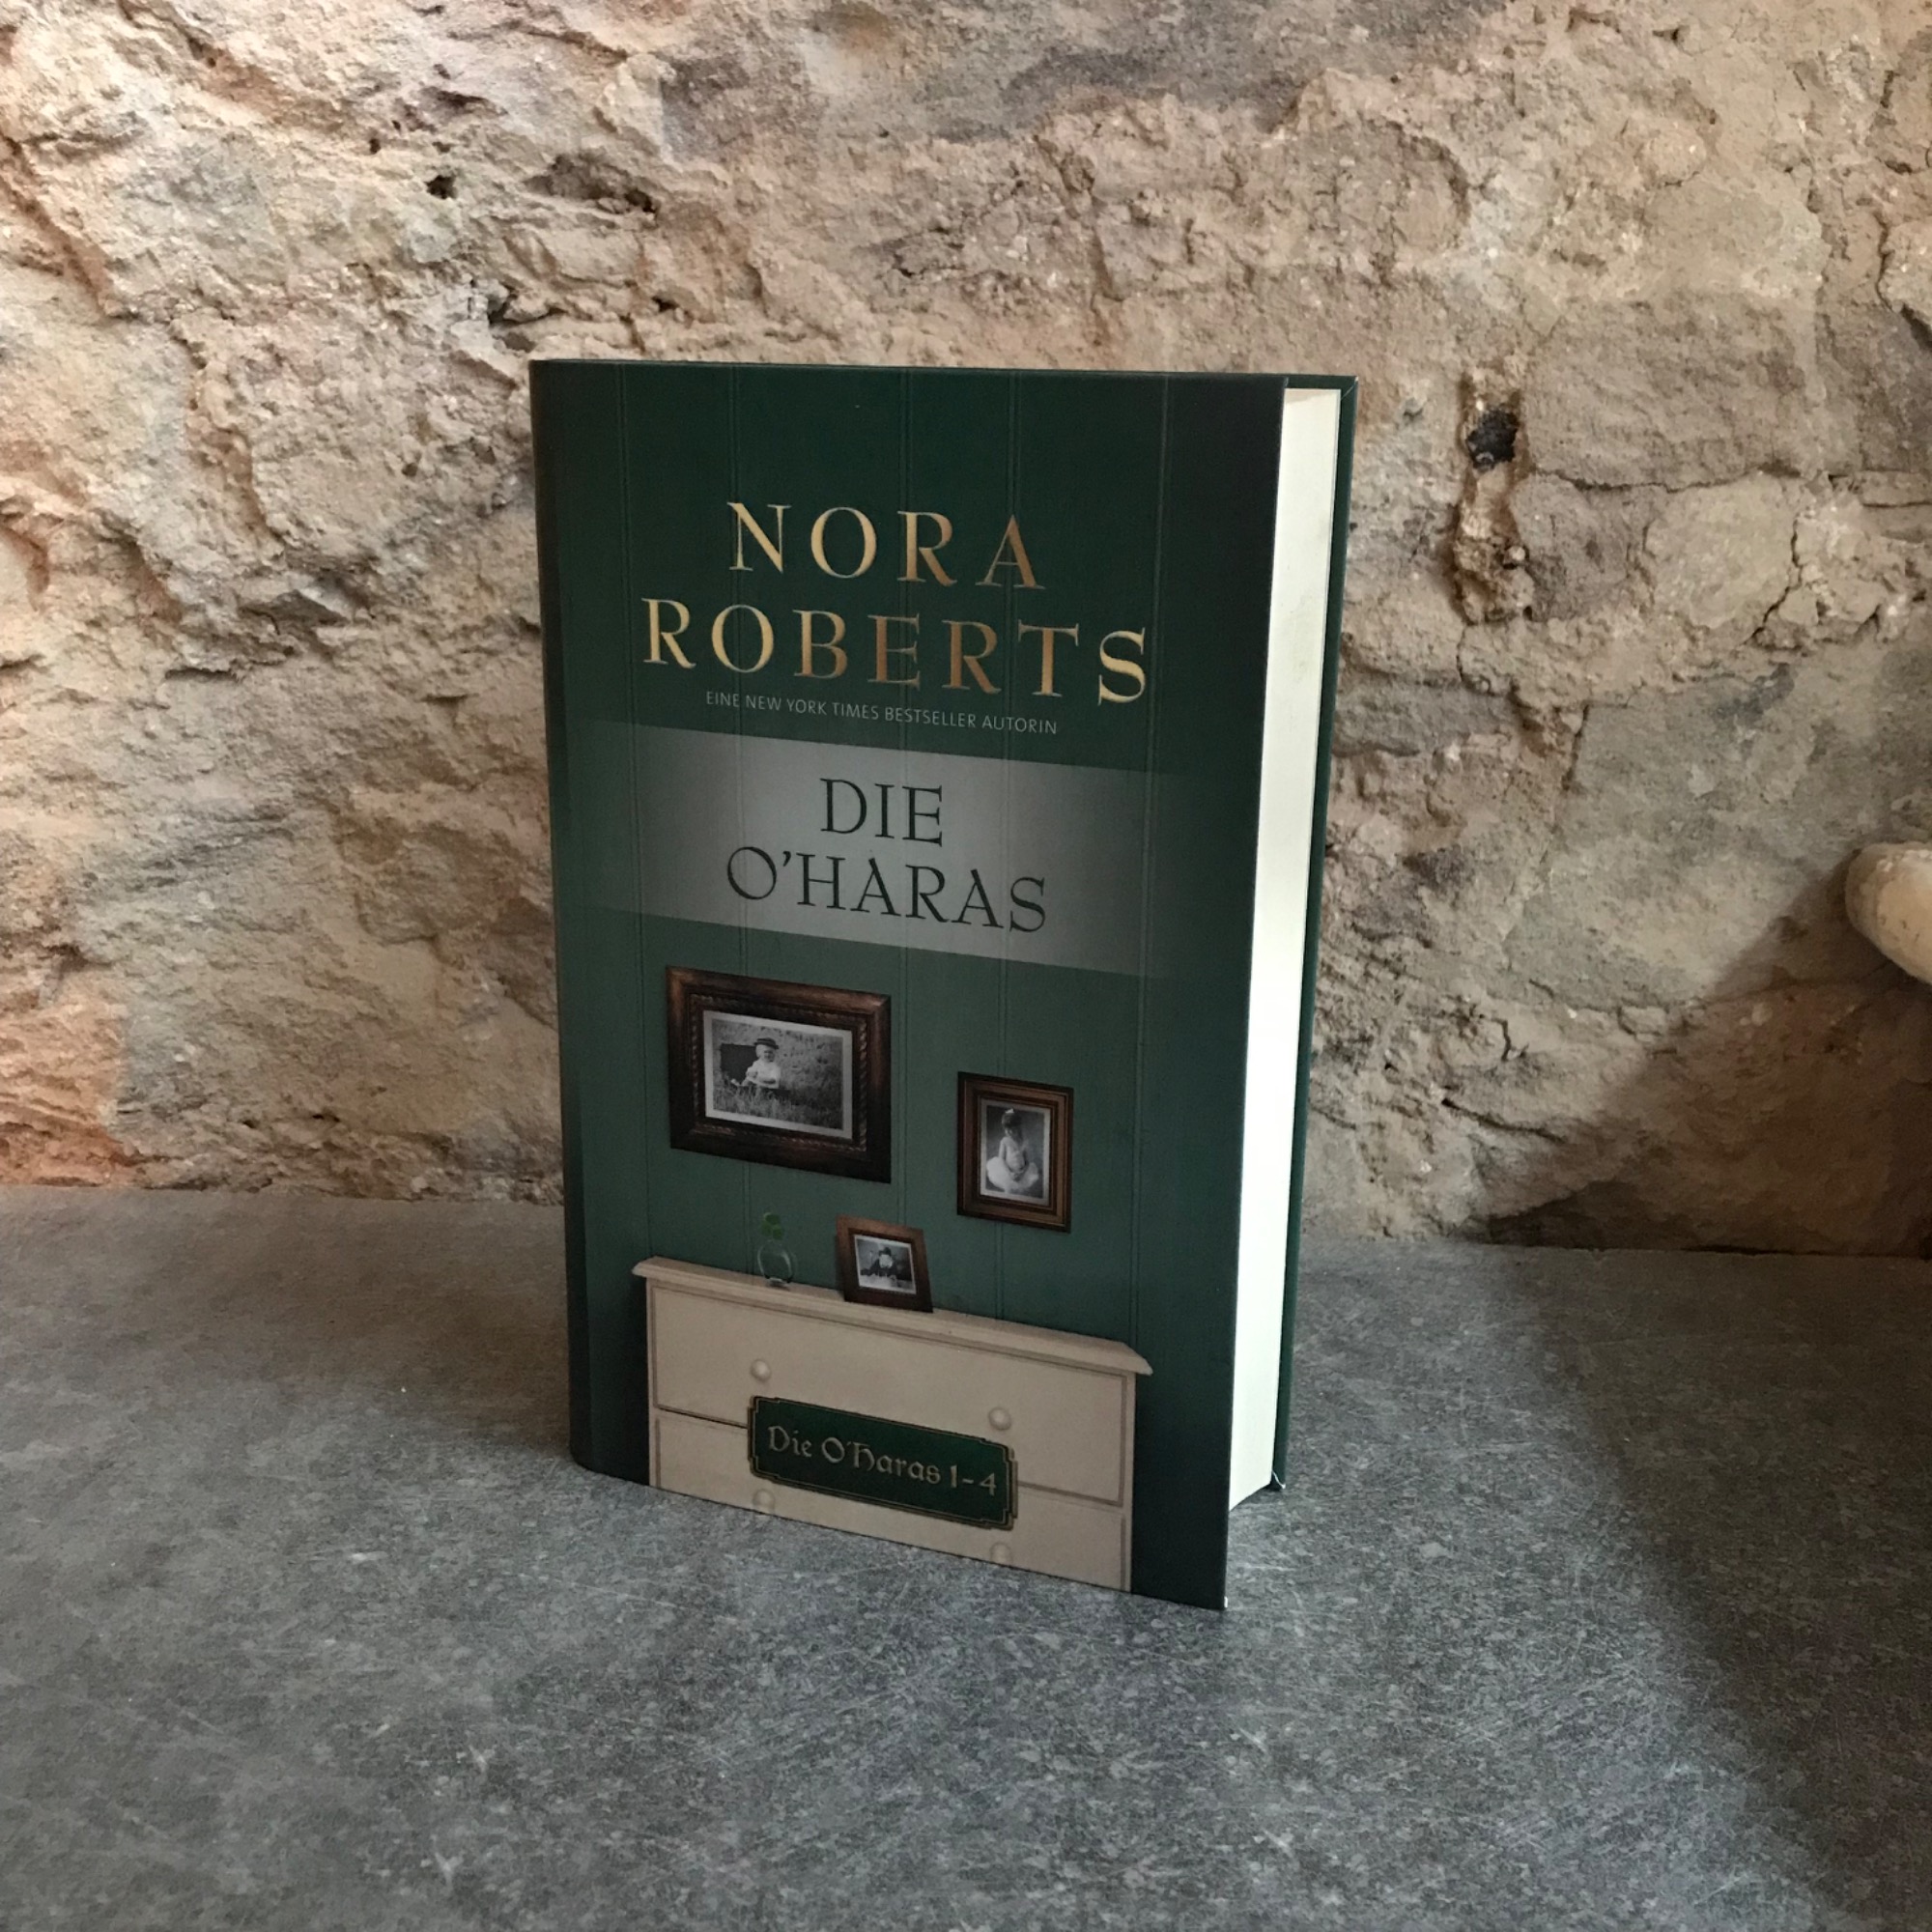 NORA
ROBERTS
EINE NEW YORK TIMES BESTSELLER AUTORIN
DIE
O'HARAS
Die O'Haras 1-4